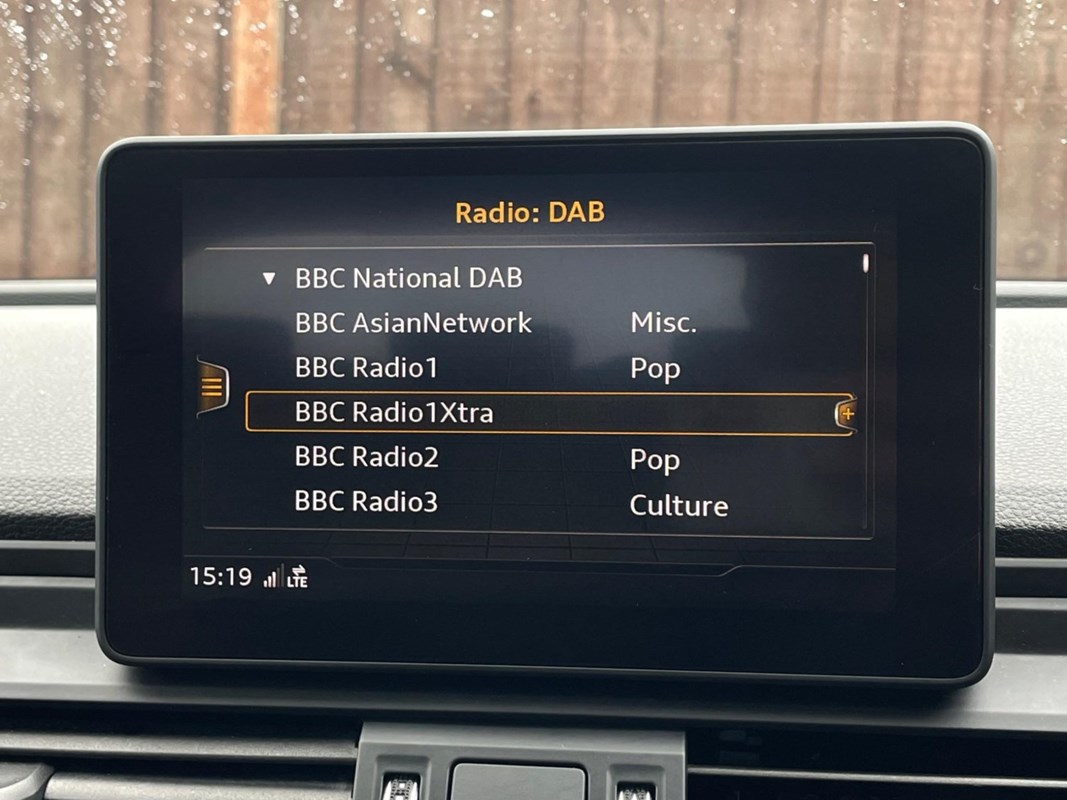 Radio: DAB
▼ BBC National DAB
BBC AsianNetwork Misc.
BBC Radio1 Pop
BBC Radio1Xtra +
BBC Radio2 Pop
BBC Radio3 Culture
15:19 LTE